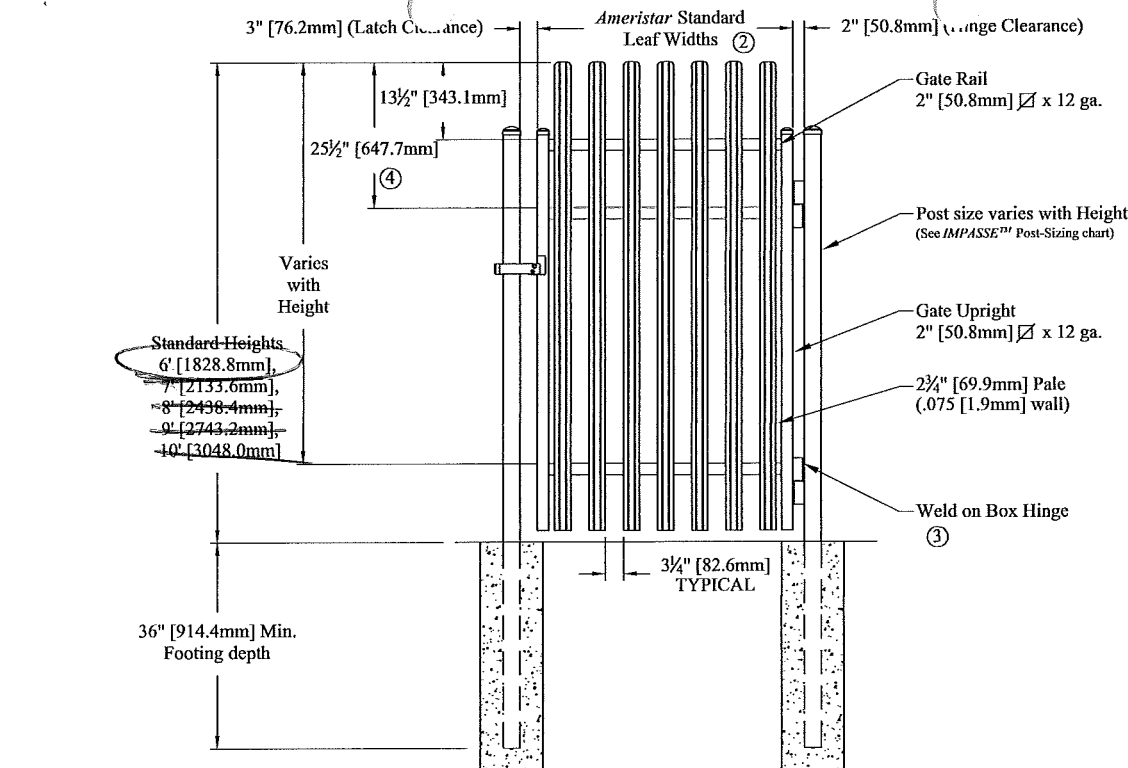 3" [76.2mm] (Latch Clearance)
Ameristar Standard
Leaf Widths ②
2" [50.8mm] (Hinge Clearance)
Gate Rail
2" [50.8mm] ⍁ x 12 ga.
13½" [343.1mm]
25½" [647.7mm]
④
Post size varies with Height
(See IMPASSE™ Post-Sizing chart)
Varies
with
Height
Gate Upright
2" [50.8mm] ⍁ x 12 ga.
Standard Heights
6' [1828.8mm],
7' [2133.6mm],
8' [2438.4mm],
9' [2743.2mm],
10' [3048.0mm]
2¾" [69.9mm] Pale
(.075 [1.9mm] wall)
Weld on Box Hinge
③
3¼" [82.6mm]
TYPICAL
36" [914.4mm] Min.
Footing depth